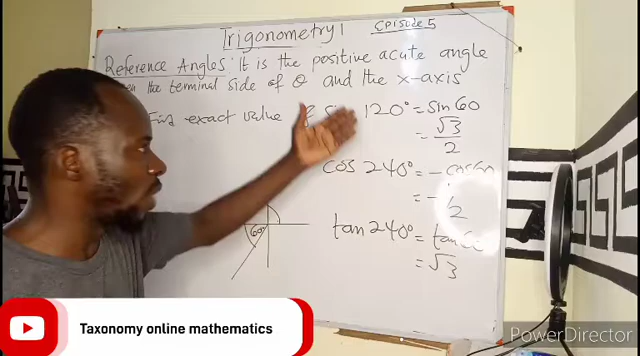 Trigonometry 1 EPISODE 5
Reference Angles: It is the positive acute angle
the terminal side of θ and the x-axis
exact value 120° = sin 60
= √3/2
cos 240° = - cos 60
= - 1/2
tan 240° = tan
= √3
60°
Taxonomy online mathematics
PowerDirector